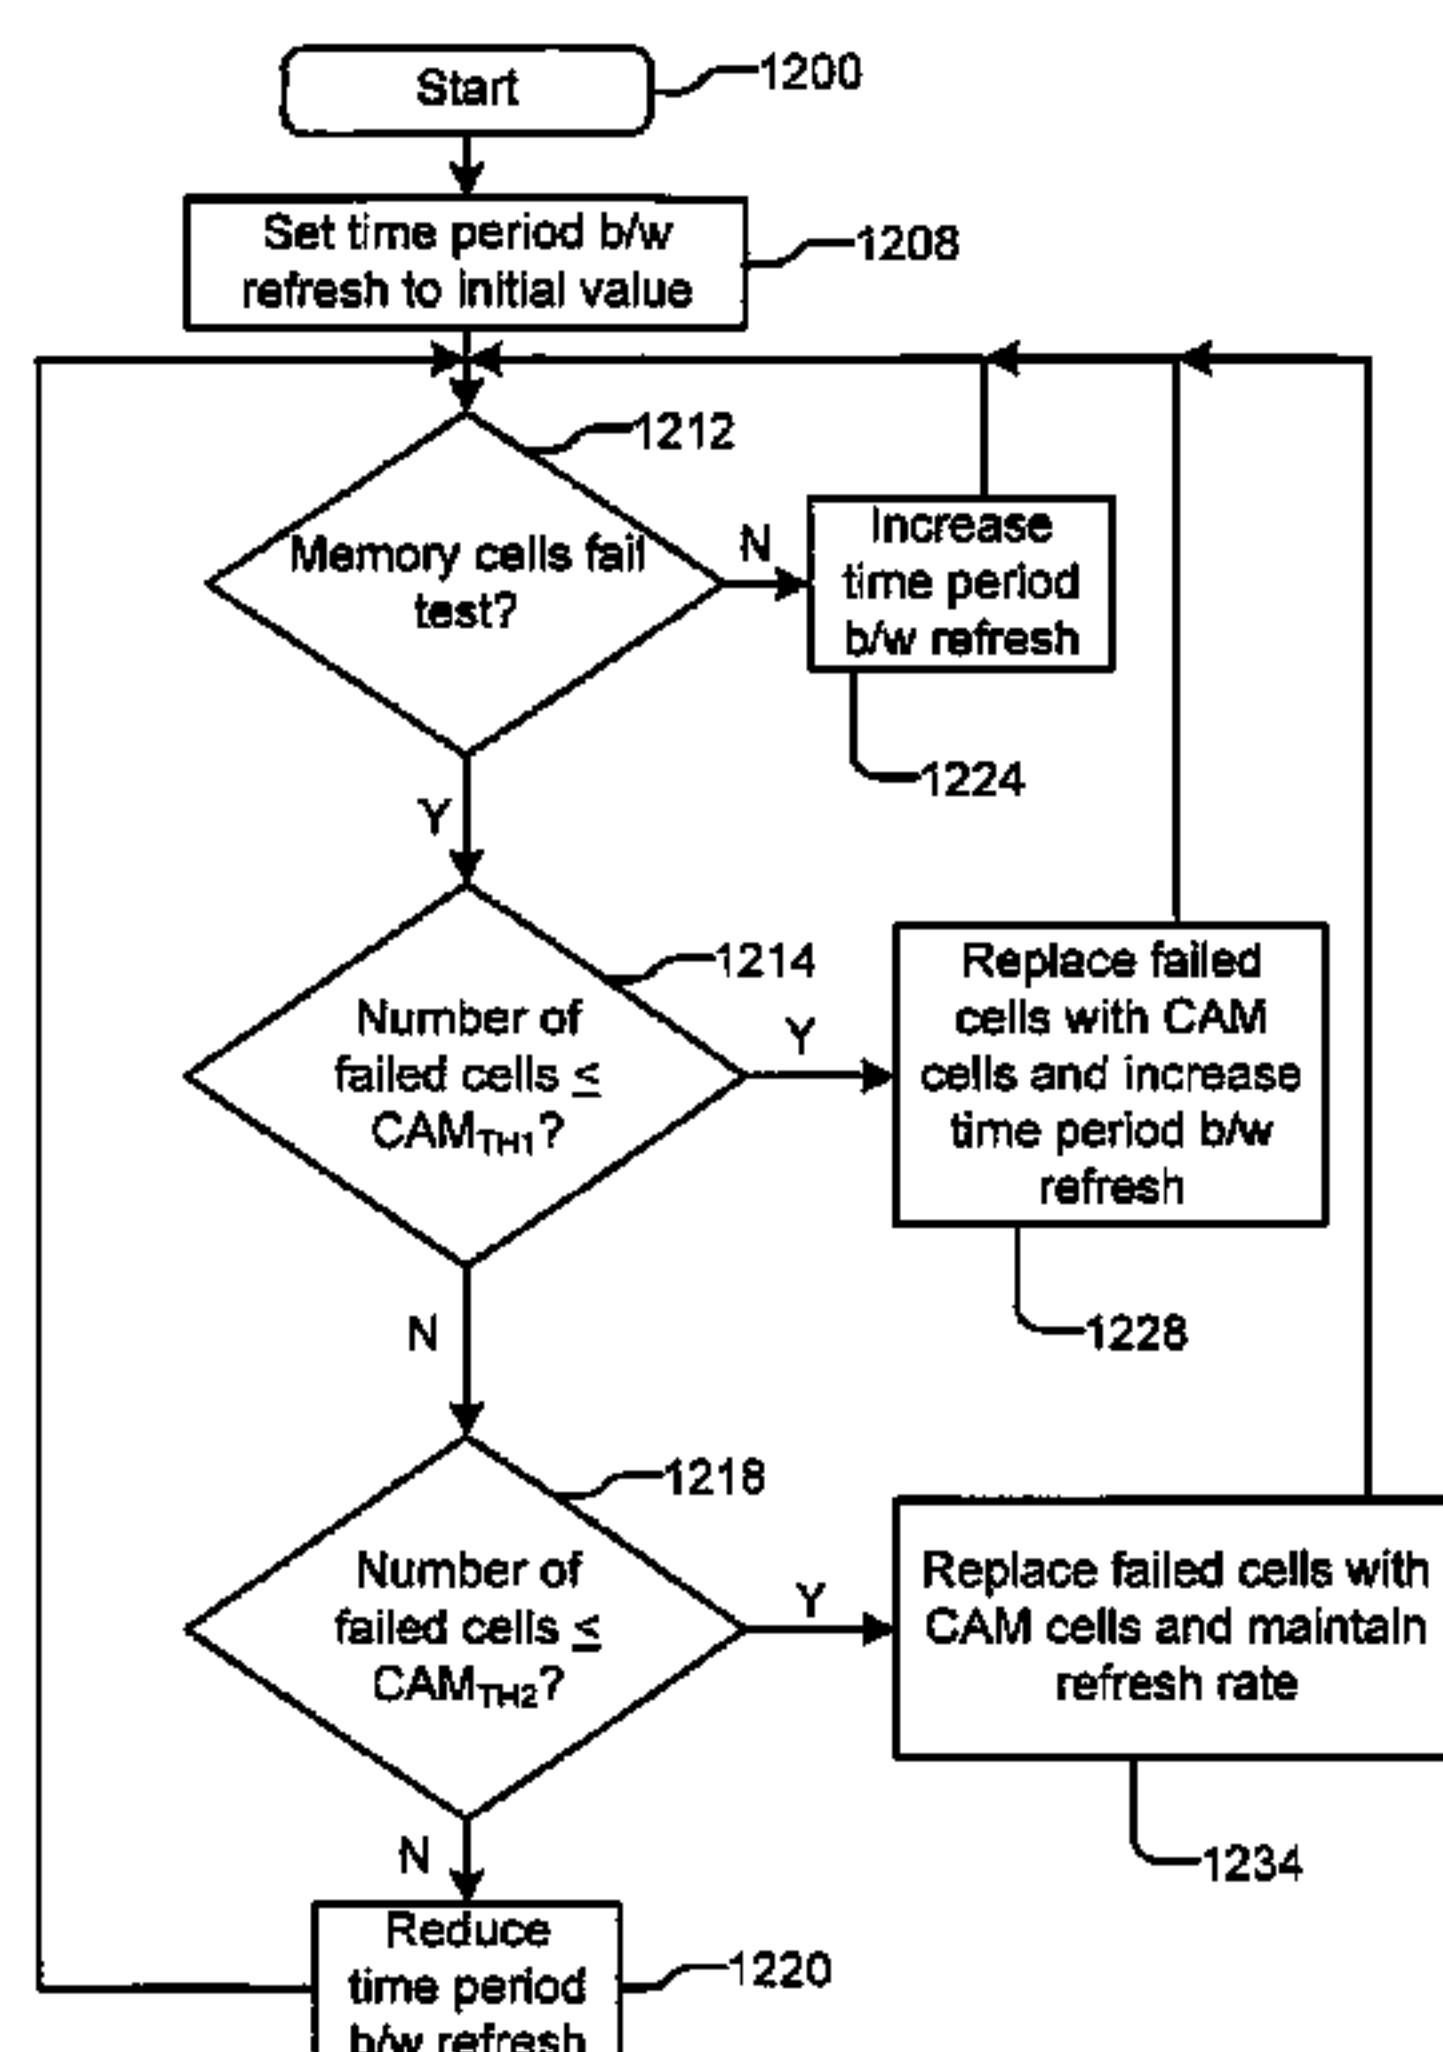 Start
1200
Set time period b/w
refresh to initial value
1208
1212
Memory cells fail
test?
N
Increase
time period
b/w refresh
1224
Y
1214
Number of
failed cells ≤
CAMTH1?
Y
Replace failed
cells with CAM
cells and increase
time period b/w
refresh
1228
N
1218
Number of
failed cells ≤
CAMTH2?
Y
Replace failed cells with
CAM cells and maintain
refresh rate
1234
N
Reduce
time period
b/w refresh
1220